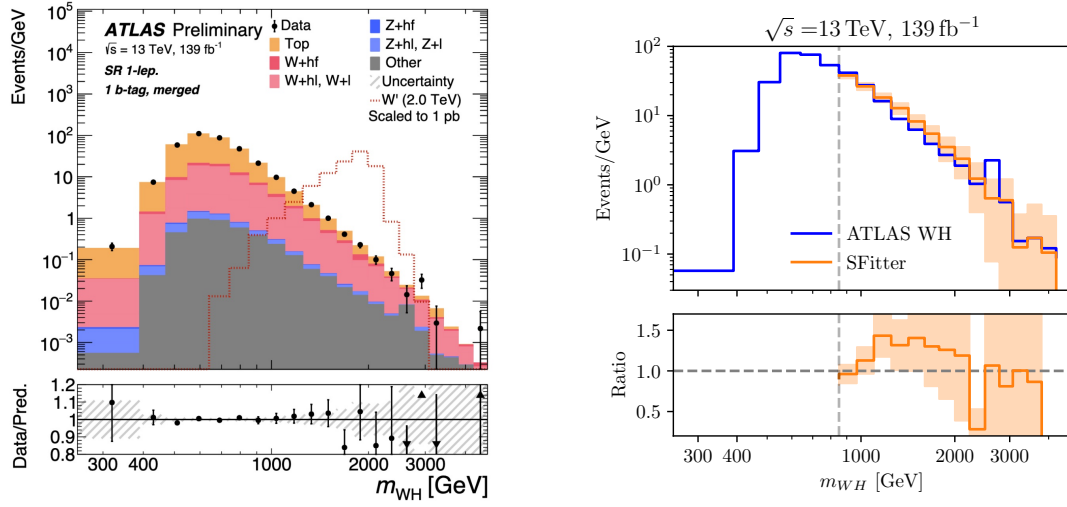 Events/GeV
10⁷
10⁶
10⁵
10⁴
10³
10²
10
1
10⁻¹
10⁻²
10⁻³
ATLAS Preliminary
√s = 13 TeV, 139 fb⁻¹
SR 1-lep.
1 b-tag, merged
Data
Top
W+hf
W+hl, W+l
Z+hf
Z+hl, Z+l
Other
Uncertainty
W' (2.0 TeV)
Scaled to 1 pb
Data/Pred.
1.2
1.1
1.0
0.9
0.8
300 400 1000 2000 3000
m_WH [GeV]
√s =13 TeV, 139 fb⁻¹
Events/GeV
10²
10¹
10⁰
10⁻¹
ATLAS WH
SFitter
Ratio
1.5
1.0
0.5
300 400 1000 2000 3000
m_WH [GeV]